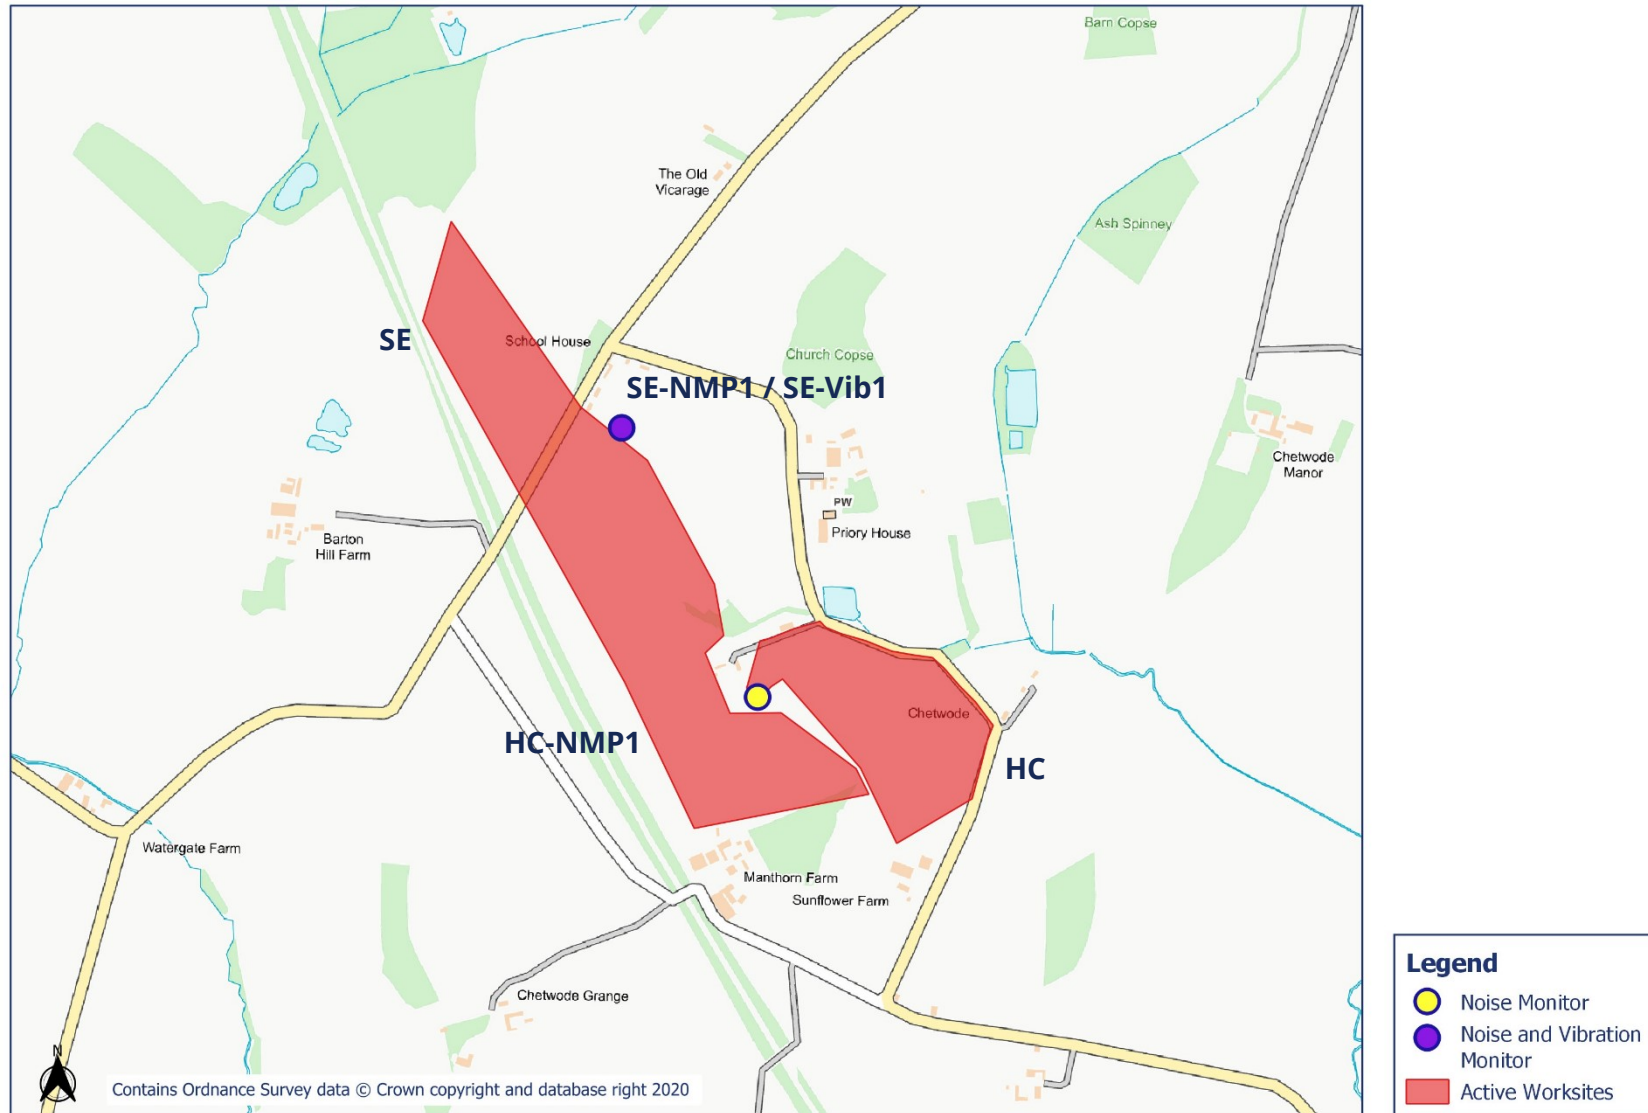 Barn Copse
The Old
Vicarage
Ash Spinney
SE
School House
Church Copse
SE-NMP1 / SE-Vib1
Chetwode
Manor
PW
Priory House
Barton
Hill Farm
Chetwode
HC-NMP1
HC
Watergate Farm
Manthorn Farm
Sunflower Farm
Chetwode Grange
N
Contains Ordnance Survey data © Crown copyright and database right 2020
Legend
Noise Monitor
Noise and Vibration
Monitor
Active Worksites